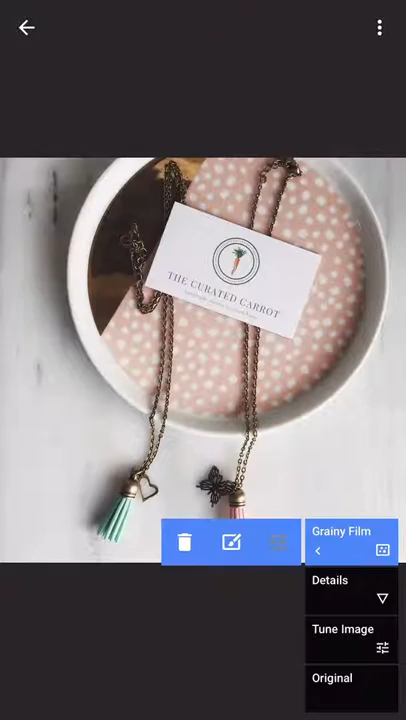 THE CURATED CARROT
Grainy Film
Details
Tune Image
Original